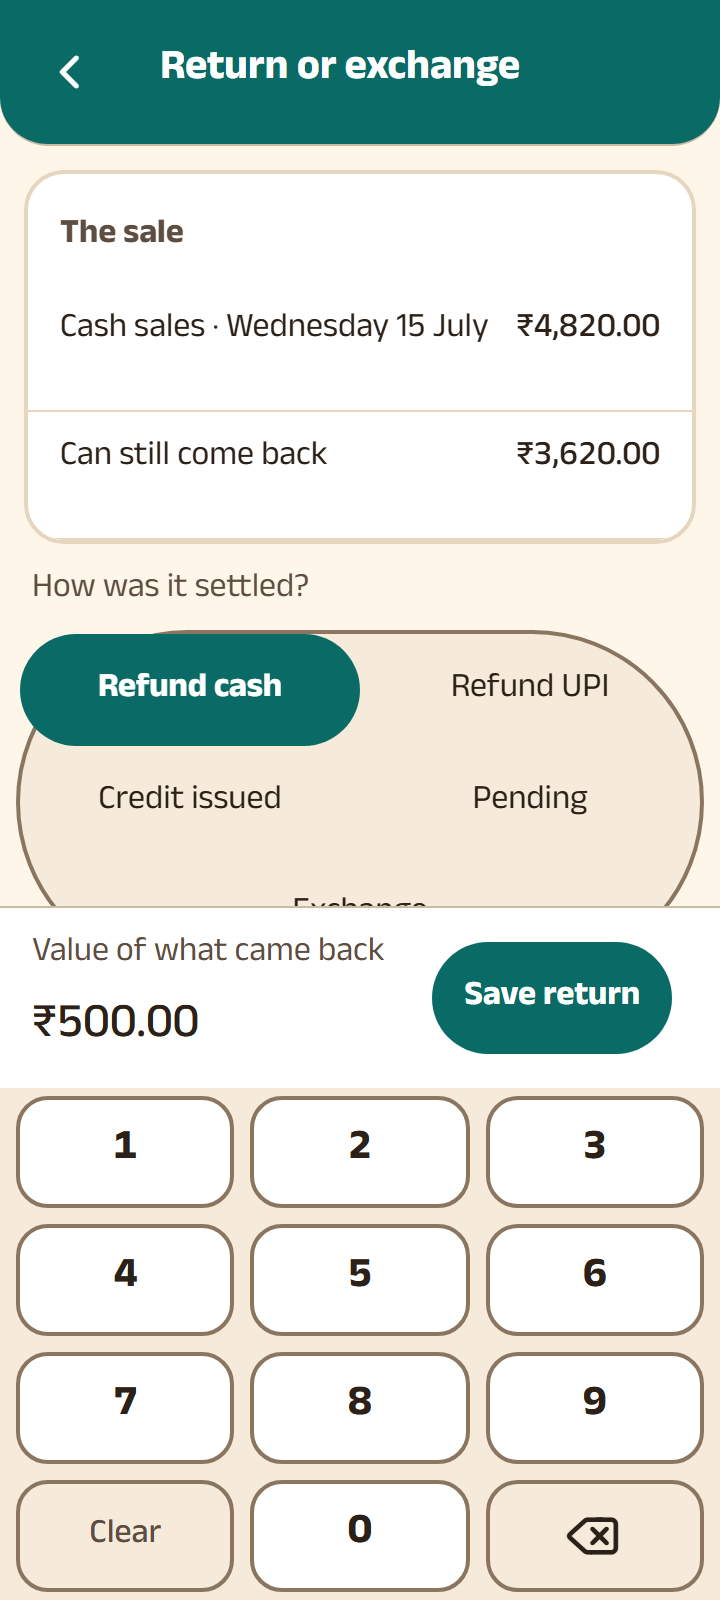 Return or exchange
The sale
Cash sales · Wednesday 15 July ₹4,820.00
Can still come back ₹3,620.00
How was it settled?
Refund cash Refund UPI
Credit issued Pending
Exchange
Value of what came back
₹500.00
Save return
1 2 3
4 5 6
7 8 9
Clear 0